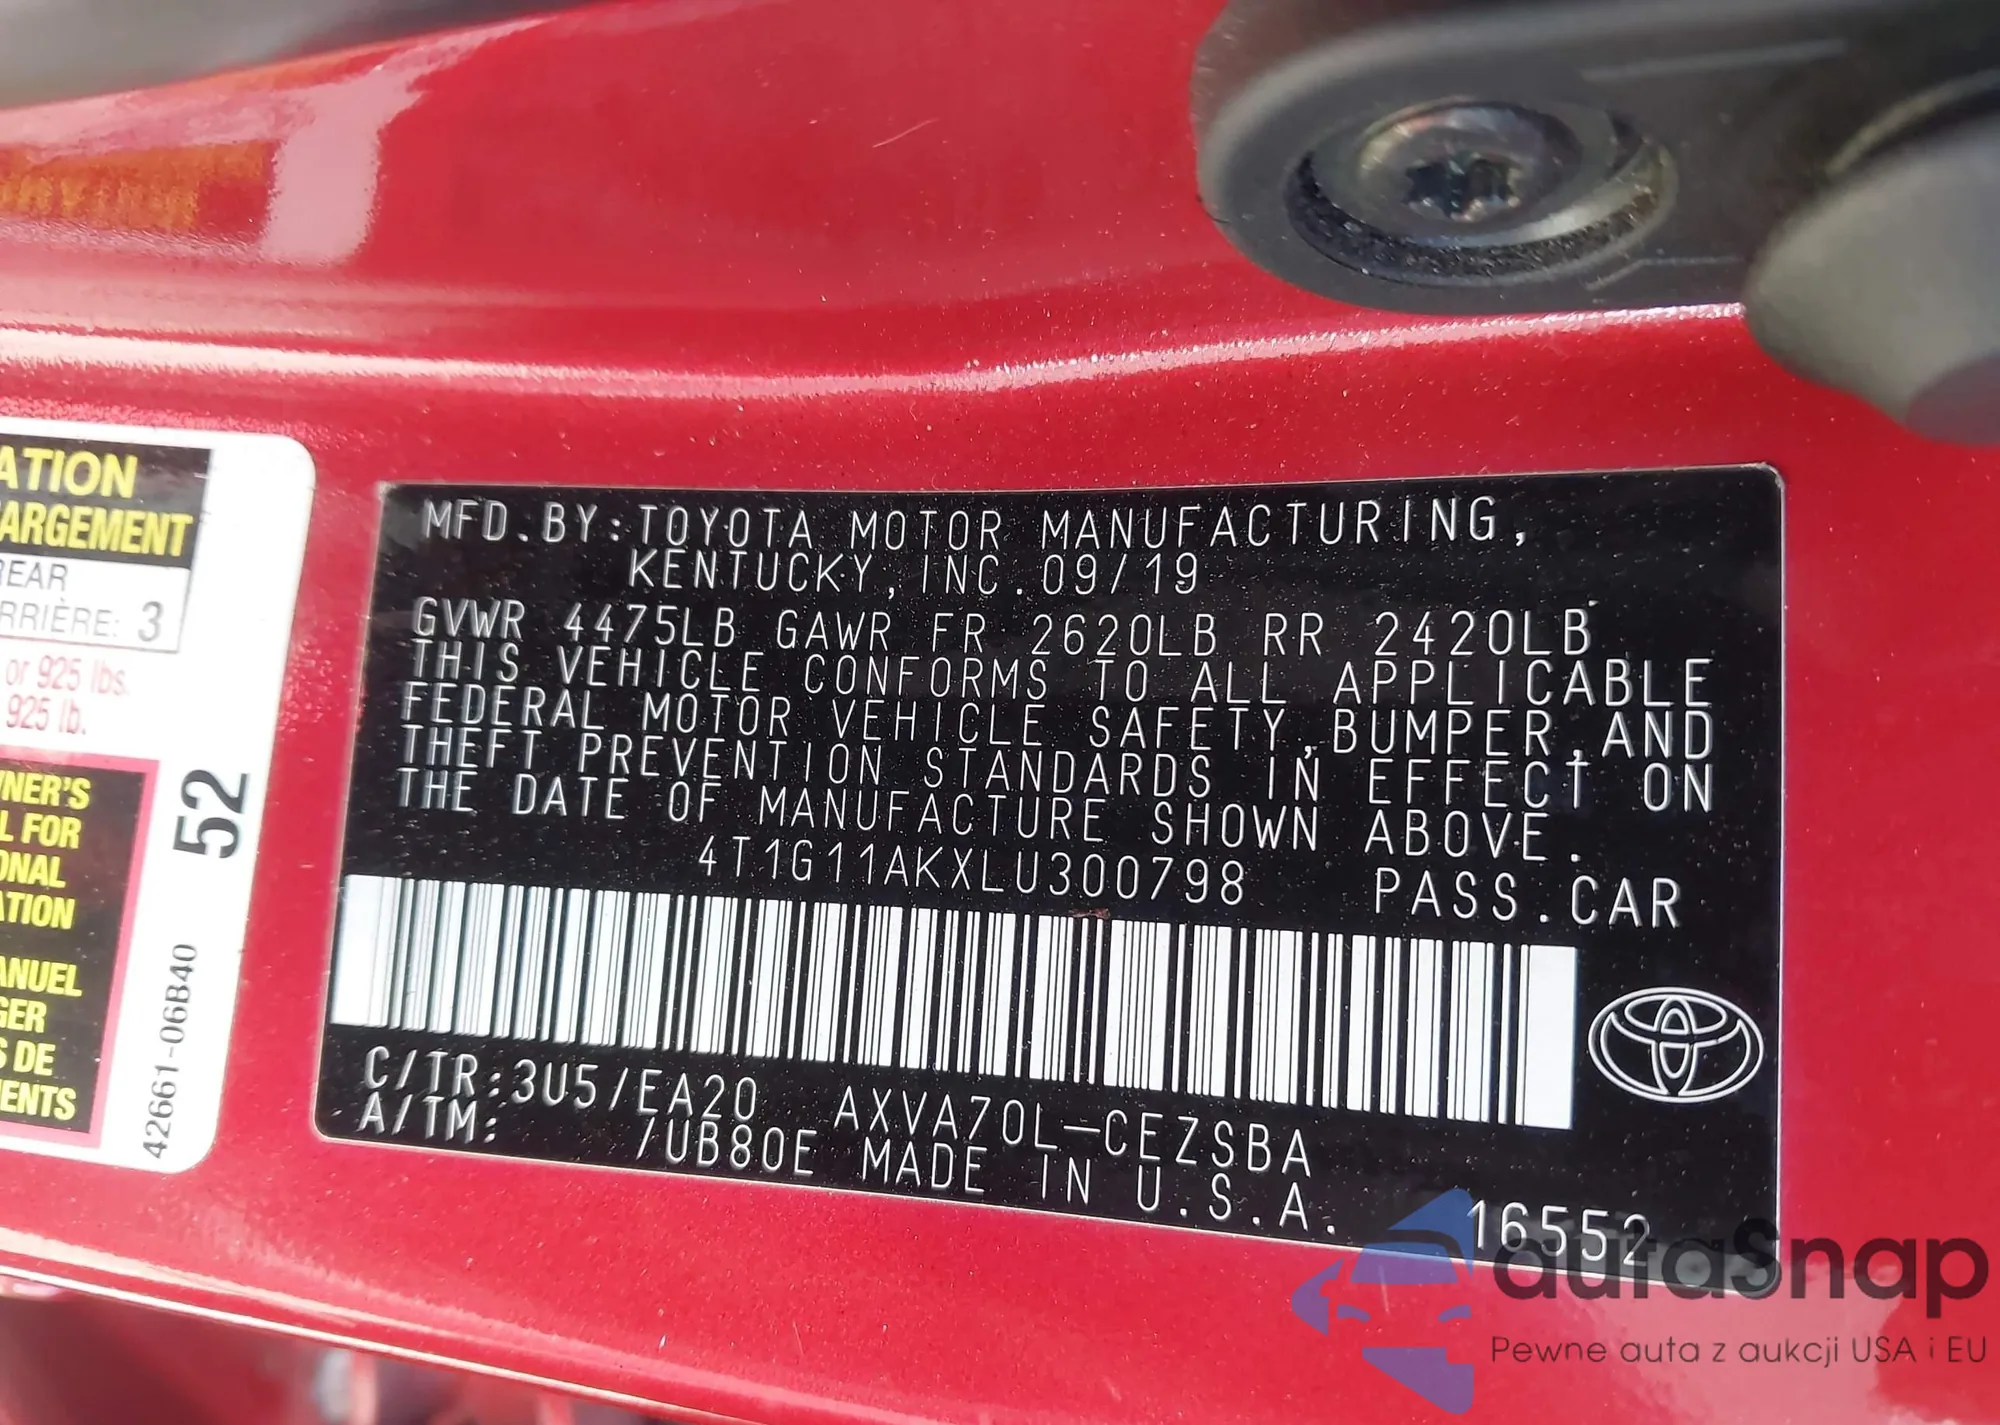 ATION
ARGEMENT
REAR
RRIÈRE: 3
or 925 lbs.
925 lb.
NER'S
L FOR
ONAL
ATION
ANUEL
GER
S DE
MENTS
52
42661-06B40
MFD.BY:TOYOTA MOTOR MANUFACTURING,
KENTUCKY,INC.09/19
GVWR 4475LB GAWR FR 2620LB RR 2420LB
THIS VEHICLE CONFORMS TO ALL APPLICABLE
FEDERAL MOTOR VEHICLE SAFETY,BUMPER,AND
THEFT PREVENTION STANDARDS IN EFFECT ON
THE DATE OF MANUFACTURE SHOWN ABOVE.
4T1G11AKXLU300798 PASS.CAR
C/TR:3U5/EA20 AXVA70L-CEZSBA
A/TM: /UB80E MADE IN U.S.A.
16552
autaSnap
Pewne auta z aukcji USA i EU